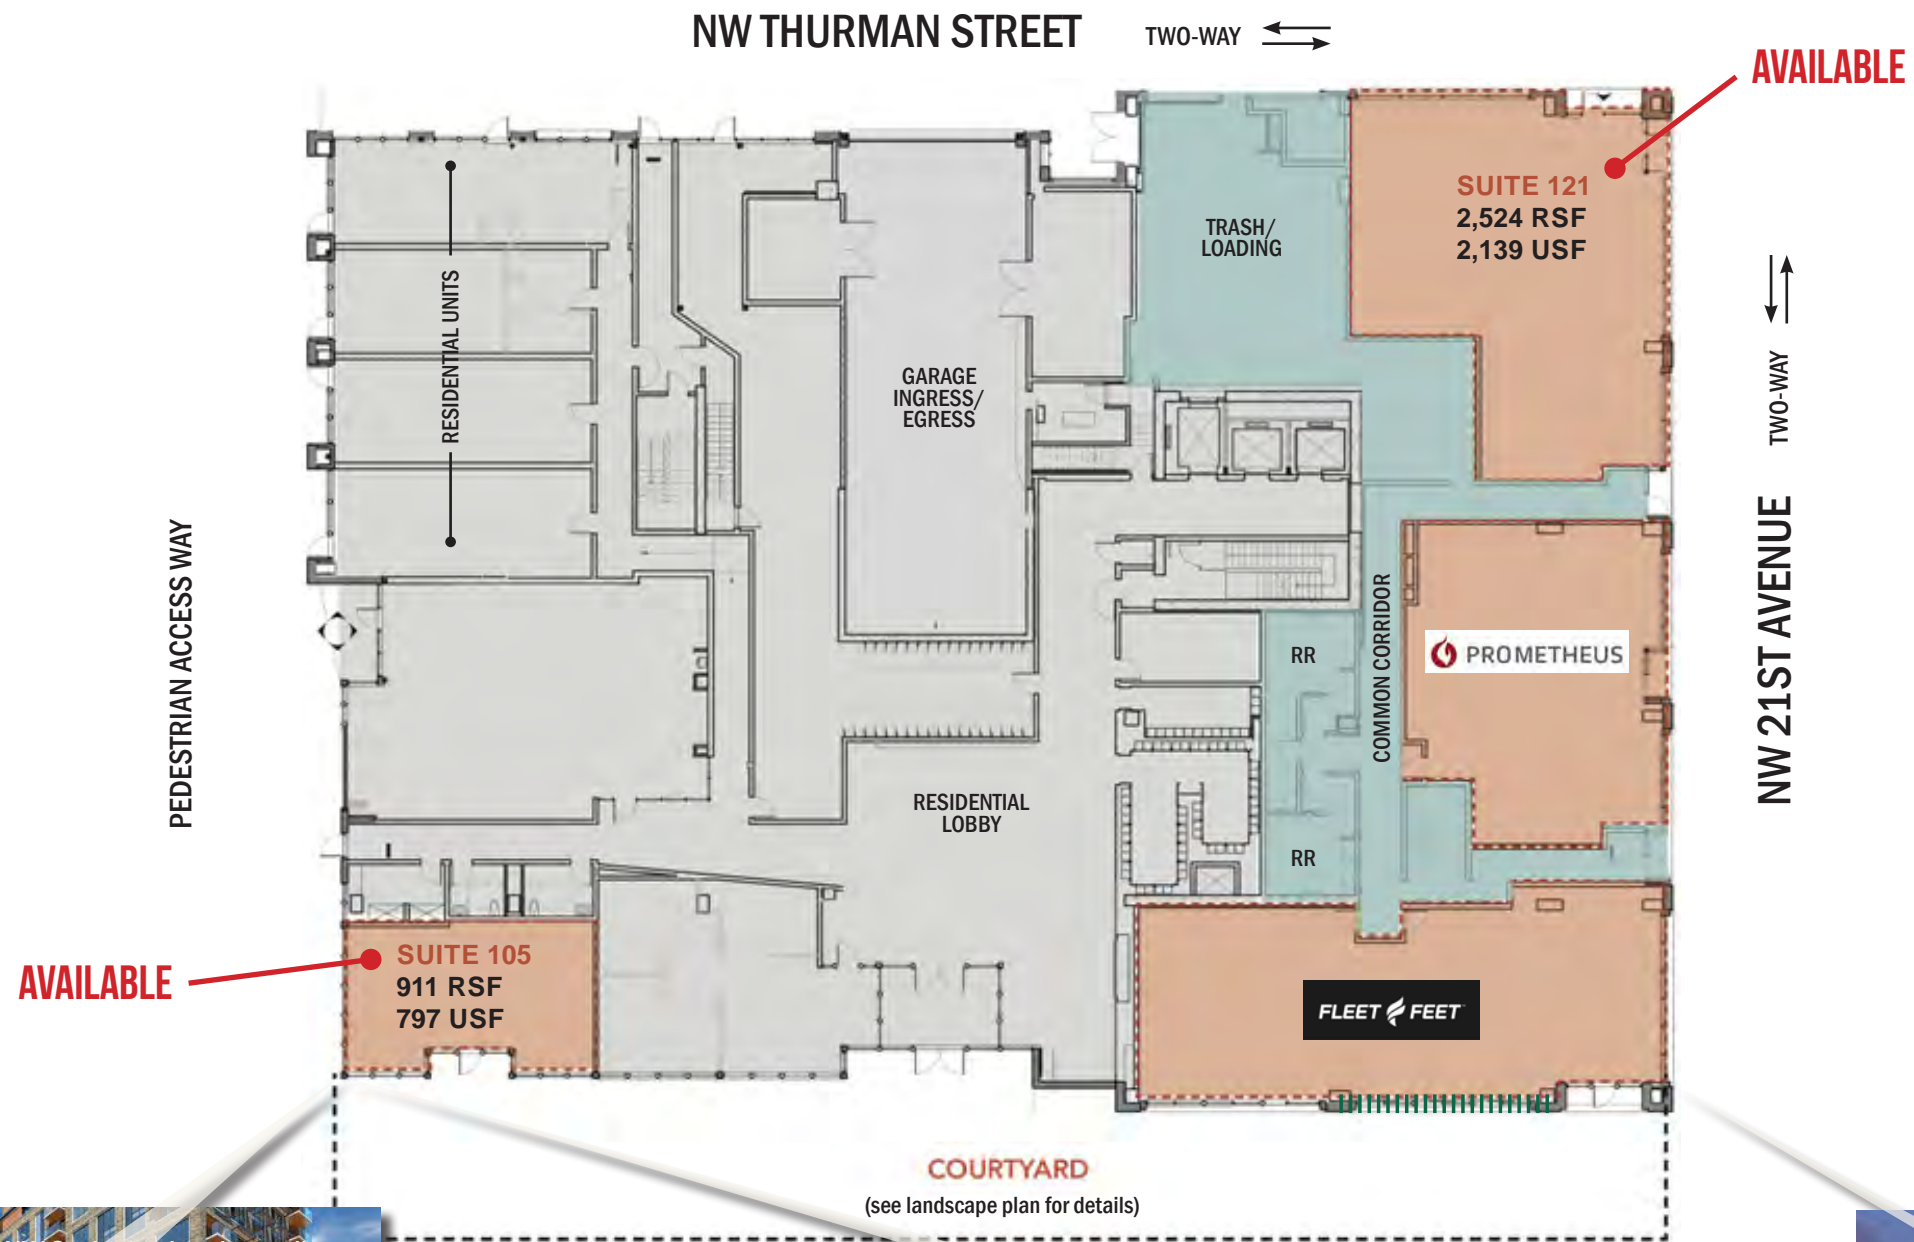 NW THURMAN STREET
TWO-WAY
AVAILABLE
SUITE 121
2,524 RSF
2,139 USF
TRASH/
LOADING
RESIDENTIAL UNITS
GARAGE
INGRESS/
EGRESS
TWO-WAY
NW 21ST AVENUE
PEDESTRIAN ACCESS WAY
COMMON CORRIDOR
RR
PROMETHEUS
RESIDENTIAL
LOBBY
RR
AVAILABLE
SUITE 105
911 RSF
797 USF
FLEET FEET
COURTYARD
(see landscape plan for details)